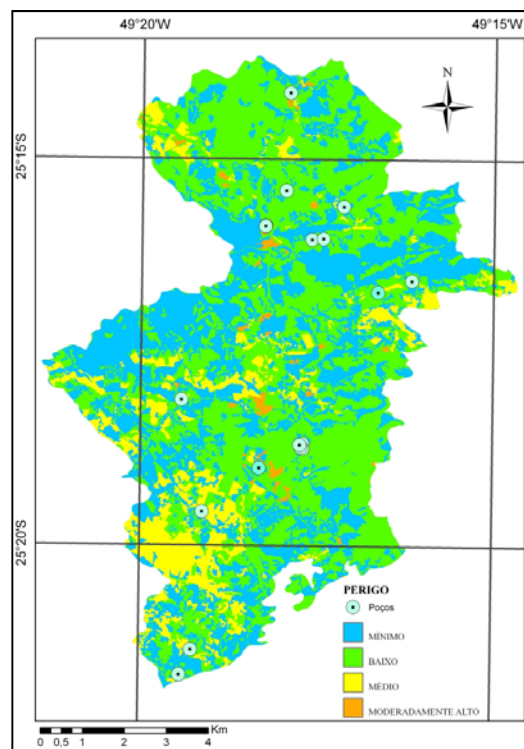 49°20'W 49°15'W
N
25°15'S
25°20'S
PERIGO
Poços
MÍNIMO
BAIXO
MÉDIO
MODERADAMENTE ALTO
Km
0 0,5 1 2 3 4